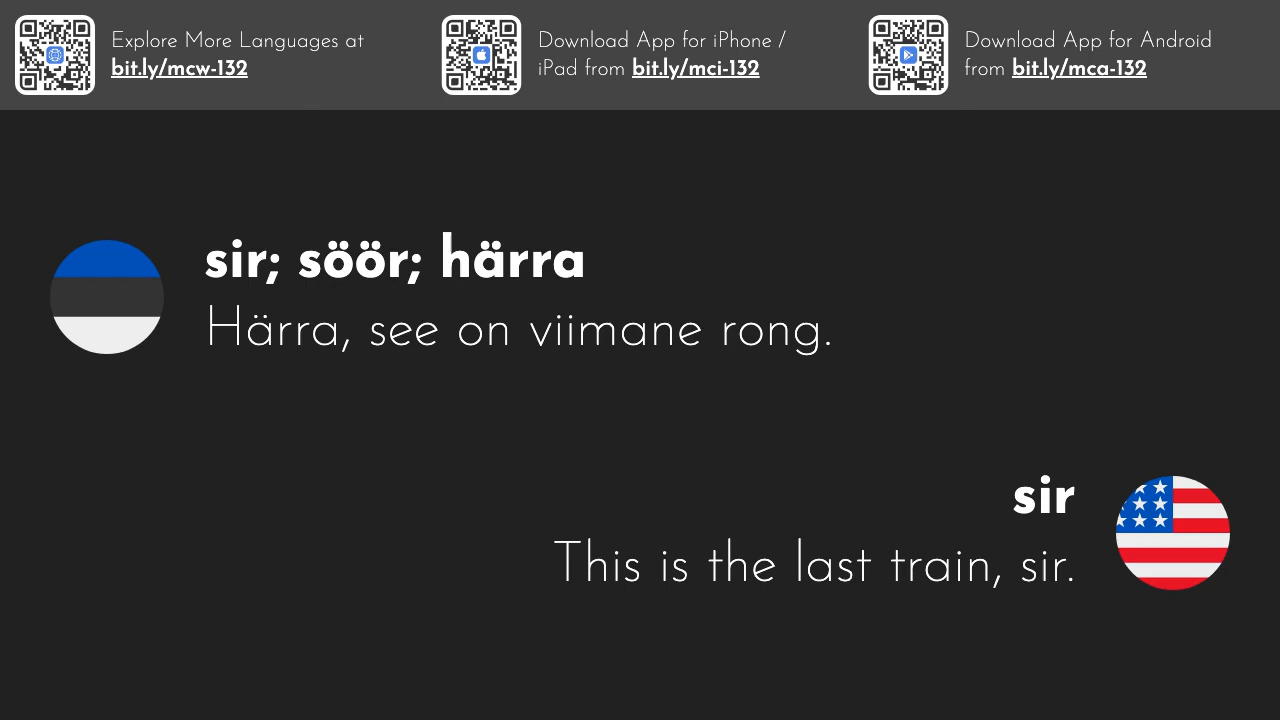 Explore More Languages at
bit.ly/mcw-132
Download App for iPhone /
iPad from bit.ly/mci-132
Download App for Android
from bit.ly/mca-132
sir; söör; härra
Härra, see on viimane rong.
sir
This is the last train, sir.